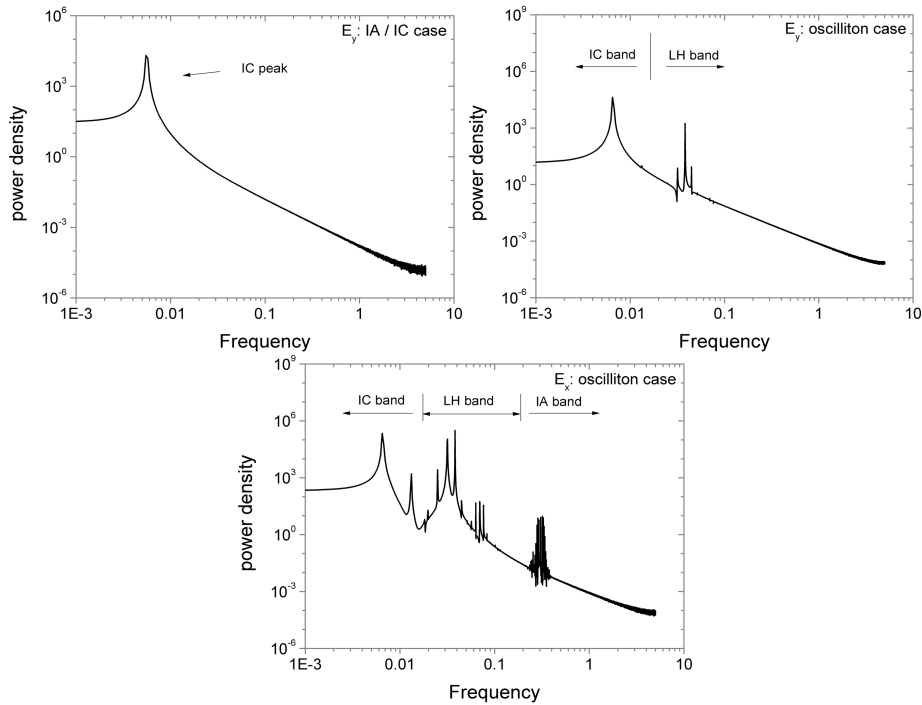 E_y: IA / IC case
IC peak
power density
10^6
10^3
10^0
10^-3
10^-6
1E-3 0.01 0.1 1 10
Frequency
E_y: oscilliton case
IC band LH band
power density
10^9
10^6
10^3
10^0
10^-3
10^-6
1E-3 0.01 0.1 1 10
Frequency
E_x: oscilliton case
IC band LH band IA band
power density
10^9
10^6
10^3
10^0
10^-3
10^-6
1E-3 0.01 0.1 1 10
Frequency